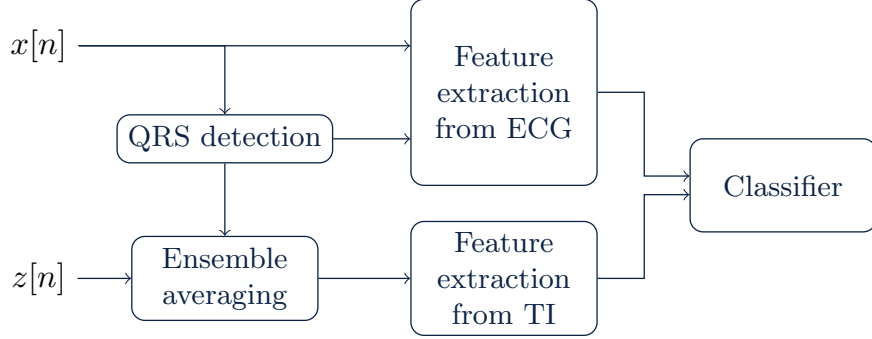 x[n]
Feature
extraction
from ECG
QRS detection
Classifier
z[n]
Ensemble
averaging
Feature
extraction
from TI